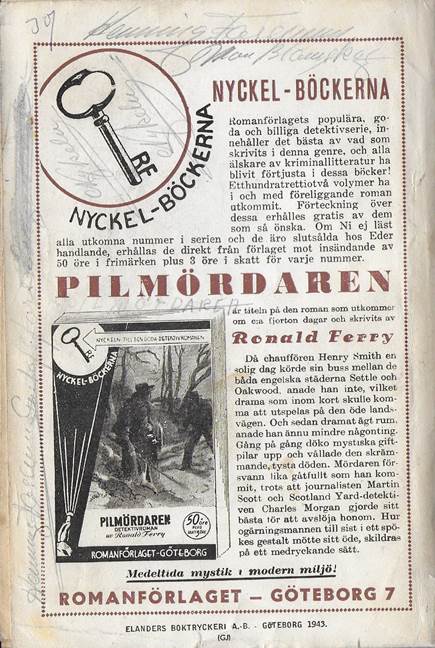 NYCKEL-BÖCKERNA
RF
NYCKEL-BÖCKERNA
Romanförlagets populära, go-
da och billiga detektivserie, in-
nehåller det bästa av vad som
skrivits i denna genre, och alla
älskare av kriminallitteratur ha
blivit förtjusta i dessa böcker!
Etthundratrettiotvå volymer ha
i och med föreliggande roman
utkommit. Förteckning över
dessa erhålles gratis av dem
som så önska. Om Ni ej läst
alla utkomna nummer i serien och de äro slutsålda hos Eder
handlande, erhållas de direkt från förlaget mot insändande av
50 öre i frimärken plus 3 öre i skatt för varje nummer.
PILMÖRDAREN
MÖRDAREN
är titeln på den roman som utkommer
om c:a fjorton dagar och skrivits av
Ronald Ferry
Då chauffören Henry Smith en
solig dag körde sin buss mellan de
båda engelska städerna Settle och
Oakwood, anade han inte, vilket
drama som inom kort skulle kom-
ma att utspelas på den öde lands-
vägen. Och sedan dramat ägt rum,
anade han ännu mindre någonting.
Gång på gång döko mystiska gift-
pilar upp och vållade den skräm-
mande, tysta döden. Mördaren för-
svann lika gåtfullt som han kom-
mit, trots att journalisten Martin
Scott och Scotland Yard-detekti-
ven Charles Morgan gjorde sitt
bästa för att avslöja honom. Hur
ogärningsmannen till sist i ett spö-
kes gestalt mötte sitt öde, skildras
på ett medryckande sätt.
NYCKELN TILL DEN GODA DETEKTIVROMANEN
RF
NYCKEL-BÖCKERNA
PILMÖRDAREN
DETEKTIVROMAN
av Ronald Ferry
50 öre
ROMANFÖRLAGET-GÖTEBORG
Medeltida mystik i modern miljö!
ROMANFÖRLAGET – GÖTEBORG 7
ELANDERS BOKTRYCKERI A.-B. - GÖTEBORG 1943.
(GJ)